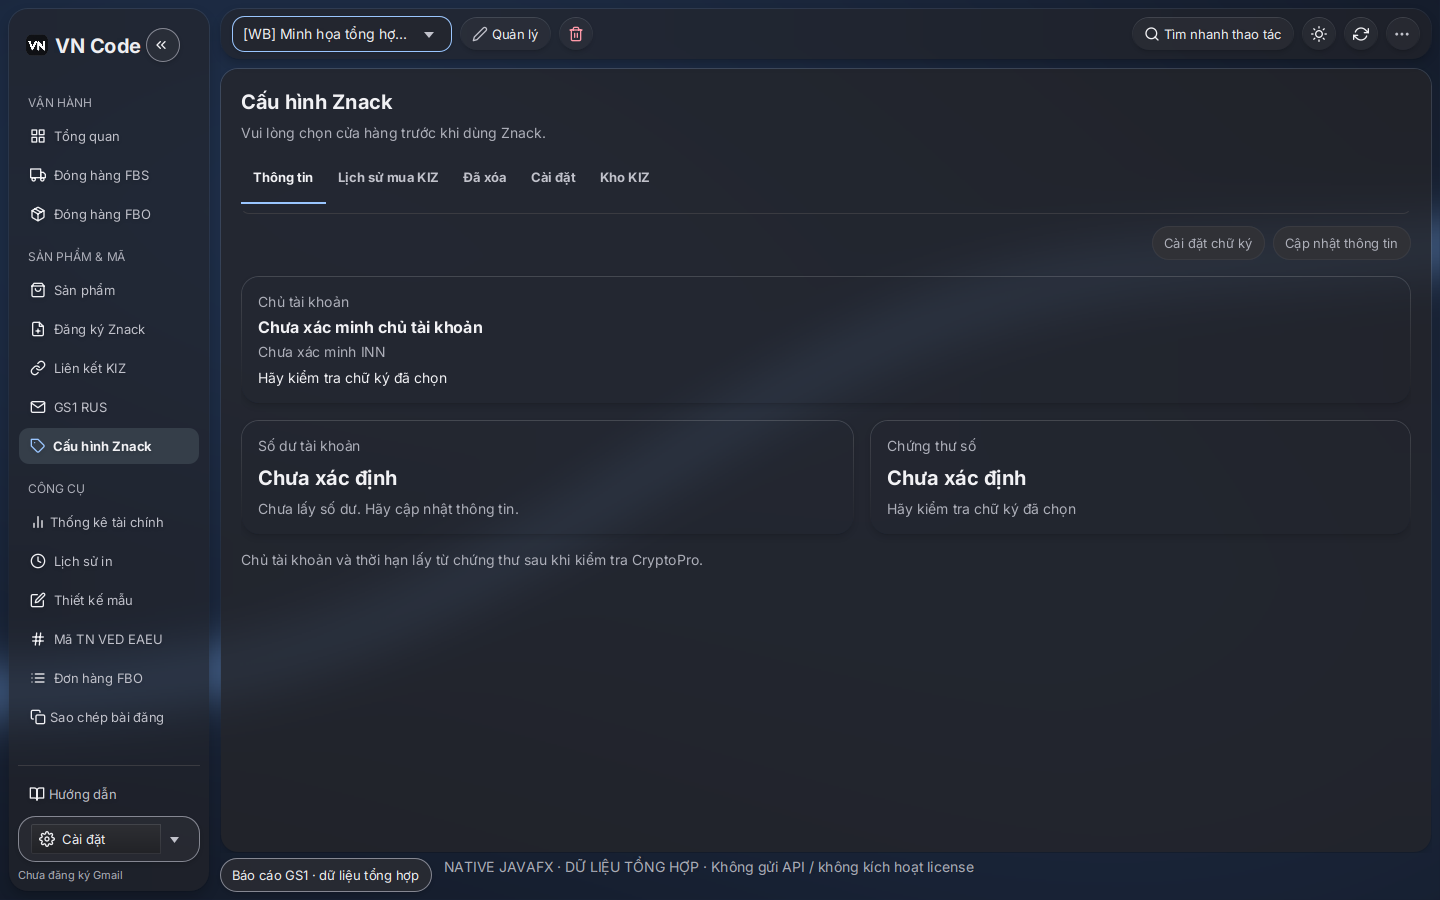 VN VN Code
VẬN HÀNH
Tổng quan
Đóng hàng FBS
Đóng hàng FBO
SẢN PHẨM & MÃ
Sản phẩm
Đăng ký Znack
Liên kết KIZ
GS1 RUS
Cấu hình Znack
CÔNG CỤ
Thống kê tài chính
Lịch sử in
Thiết kế mẫu
Mã TN VED EAEU
Đơn hàng FBO
Sao chép bài đăng
Hướng dẫn
Cài đặt
Chưa đăng ký Gmail
[WB] Minh họa tổng hợ... Quản lý Tìm nhanh thao tác
Cấu hình Znack
Vui lòng chọn cửa hàng trước khi dùng Znack.
Thông tin Lịch sử mua KIZ Đã xóa Cài đặt Kho KIZ
Cài đặt chữ ký Cập nhật thông tin
Chủ tài khoản
Chưa xác minh chủ tài khoản
Chưa xác minh INN
Hãy kiểm tra chữ ký đã chọn
Số dư tài khoản
Chưa xác định
Chưa lấy số dư. Hãy cập nhật thông tin.
Chứng thư số
Chưa xác định
Hãy kiểm tra chữ ký đã chọn
Chủ tài khoản và thời hạn lấy từ chứng thư sau khi kiểm tra CryptoPro.
Báo cáo GS1 · dữ liệu tổng hợp NATIVE JAVAFX · DỮ LIỆU TỔNG HỢP · Không gửi API / không kích hoạt license